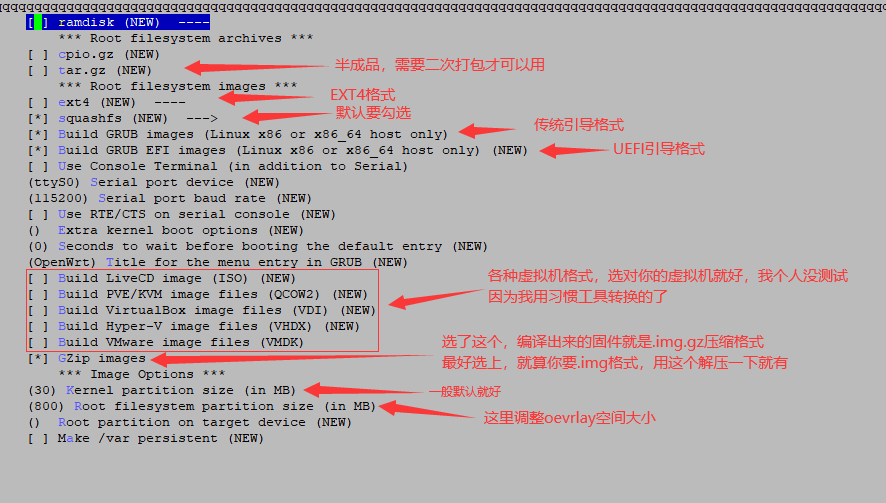 qqqqqqqqqqqqqqqqqqqqqqqqqqqqqqqqqqqqqqqqqqqqqqqqqqqqqqqqqqqqqqqqqqqqqqqqqqqqqqqqqqqqqqqqqqqqqqqqqqqqqqqqqqqqqqq
[ ] ramdisk (NEW)  ----
*** Root filesystem archives ***
[ ] cpio.gz (NEW)
[ ] tar.gz (NEW) 半成品，需要二次打包才可以用
*** Root filesystem images ***
[ ] ext4 (NEW)  ---- EXT4格式
[*] squashfs (NEW)  ---> 默认要勾选
[*] Build GRUB images (Linux x86 or x86_64 host only) 传统引导格式
[*] Build GRUB EFI images (Linux x86 or x86_64 host only) (NEW) UEFI引导格式
[ ] Use Console Terminal (in addition to Serial)
(ttyS0) Serial port device (NEW)
(115200) Serial port baud rate (NEW)
[ ] Use RTE/CTS on serial console (NEW)
()  Extra kernel boot options (NEW)
(0) Seconds to wait before booting the default entry (NEW)
(OpenWrt) Title for the menu entry in GRUB (NEW)
[ ] Build LiveCD image (ISO) (NEW)
[ ] Build PVE/KVM image files (QCOW2) (NEW)
[ ] Build VirtualBox image files (VDI) (NEW)
[ ] Build Hyper-V image files (VHDX) (NEW)
[ ] Build VMware image files (VMDK)
各种虚拟机格式，选对你的虚拟机就好，我个人没测试
因为我用习惯工具转换的了
[*] GZip images
选了这个，编译出来的固件就是.img.gz压缩格式
最好选上，就算你要.img格式，用这个解压一下就有
*** Image Options ***
(30) Kernel partition size (in MB) 一般默认就好
(800) Root filesystem partition size (in MB) 这里调整oevrlay空间大小
()  Root partition on target device (NEW)
[ ] Make /var persistent (NEW)